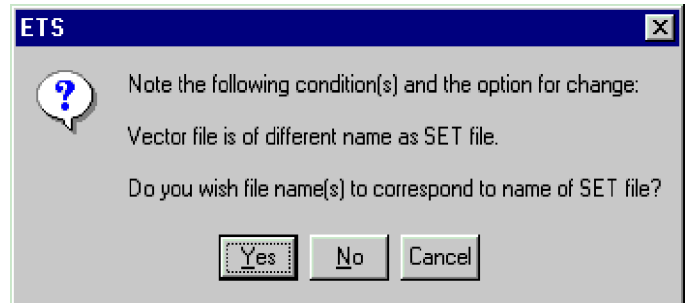 ETS
Note the following condition(s) and the option for change:
Vector file is of different name as SET file.
Do you wish file name(s) to correspond to name of SET file?
Yes No Cancel